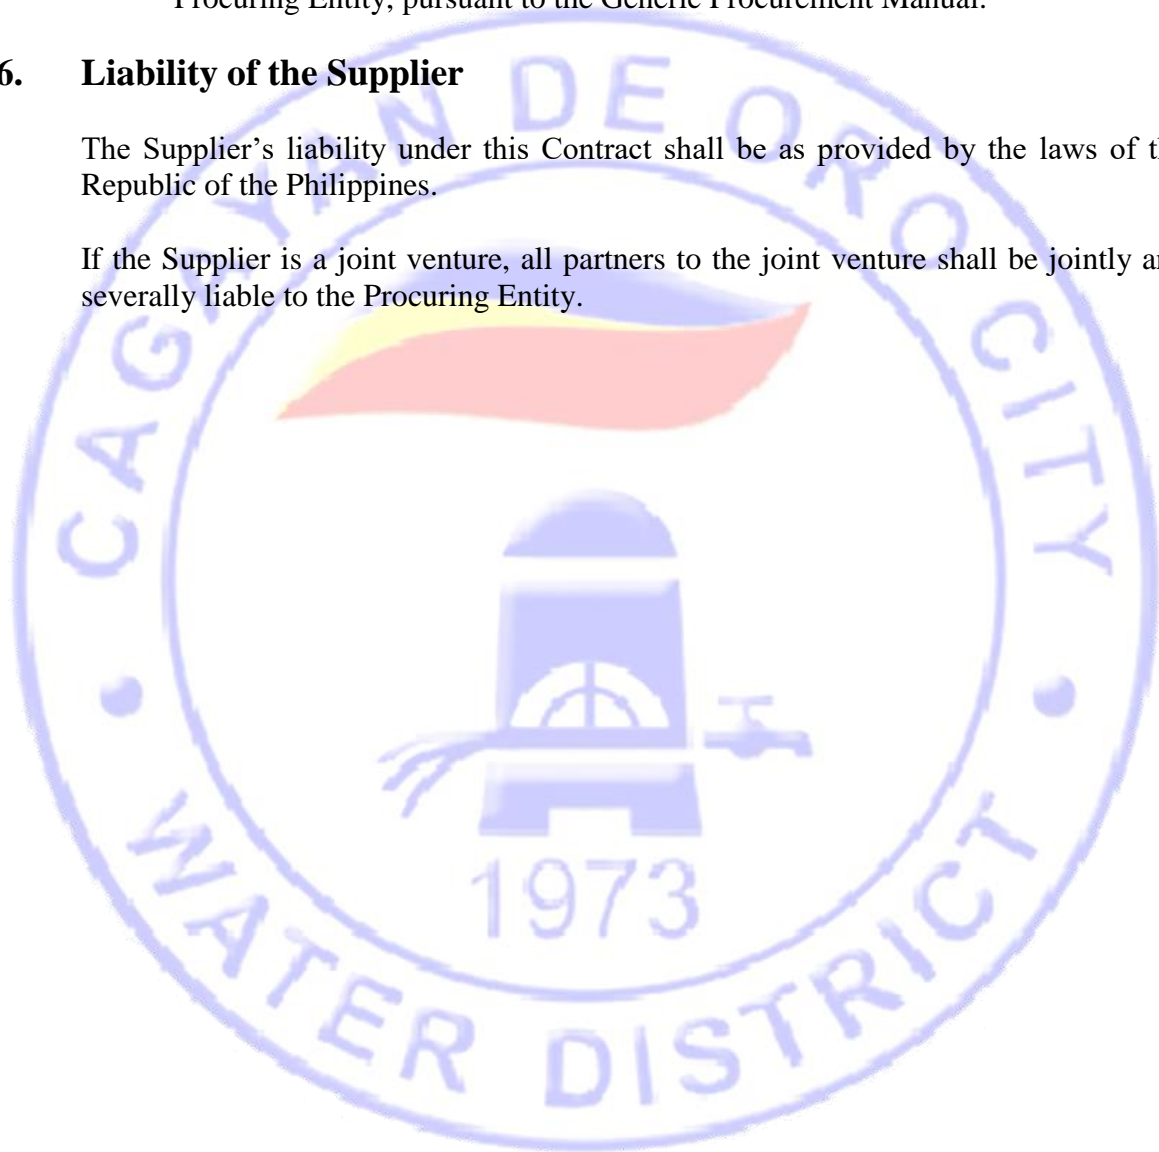 Procuring Entity, pursuant to the Generic Procurement Manual.
6. Liability of the Supplier
The Supplier’s liability under this Contract shall be as provided by the laws of th
Republic of the Philippines.
If the Supplier is a joint venture, all partners to the joint venture shall be jointly an
severally liable to the Procuring Entity.
CAGAYAN DE ORO CITY
1973
WATER DISTRICT